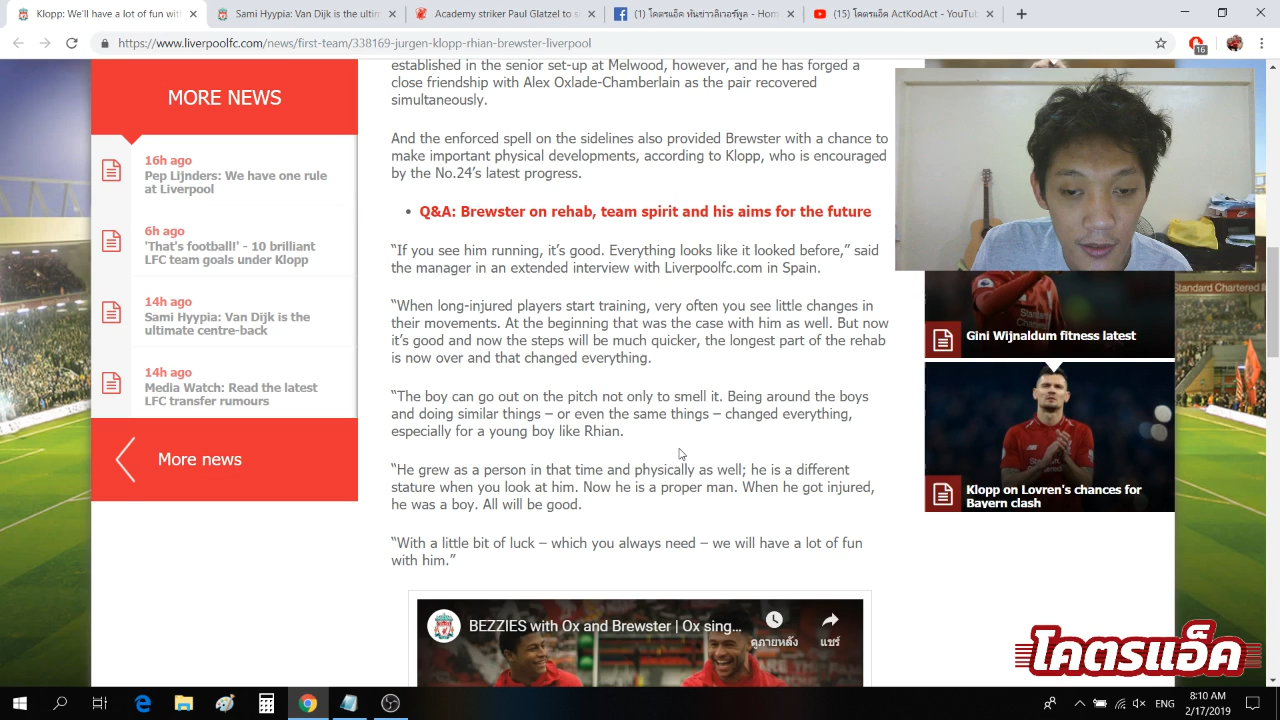 Klopp: We'll have a lot of fun wit
Sami Hyypia: Van Dijk is the ultim
Academy striker Paul Glatzel to s
(1) โคตรแอ็ค พันข่าวลิเวอร์พูล - Hom
(15) โคตรแอ็ค ActKodAct - YouTub
https://www.liverpoolfc.com/news/first-team/338169-jurgen-klopp-rhian-brewster-liverpool
16
MORE NEWS
16h ago
Pep Lijnders: We have one rule
at Liverpool
6h ago
'That's football!' - 10 brilliant
LFC team goals under Klopp
14h ago
Sami Hyypia: Van Dijk is the
ultimate centre-back
14h ago
Media Watch: Read the latest
LFC transfer rumours
More news
established in the senior set-up at Melwood, however, and he has forged a
close friendship with Alex Oxlade-Chamberlain as the pair recovered
simultaneously.
And the enforced spell on the sidelines also provided Brewster with a chance to
make important physical developments, according to Klopp, who is encouraged
by the No.24's latest progress.
• Q&A: Brewster on rehab, team spirit and his aims for the future
“If you see him running, it’s good. Everything looks like it looked before,” said
the manager in an extended interview with Liverpoolfc.com in Spain.
“When long-injured players start training, very often you see little changes in
their movements. At the beginning that was the case with him as well. But now
it’s good and now the steps will be much quicker, the longest part of the rehab
is now over and that changed everything.
“The boy can go out on the pitch not only to smell it. Being around the boys
and doing similar things – or even the same things – changed everything,
especially for a young boy like Rhian.
“He grew as a person in that time and physically as well; he is a different
stature when you look at him. Now he is a proper man. When he got injured,
he was a boy. All will be good.
“With a little bit of luck – which you always need – we will have a lot of fun
with him.”
BEZZIES with Ox and Brewster | Ox sing...
ดูภายหลัง
แชร์
Standard Chartered
Gini Wijnaldum fitness latest
Klopp on Lovren's chances for
Bayern clash
โคตรแอ็ค
ENG
8:10 AM
2/17/2019